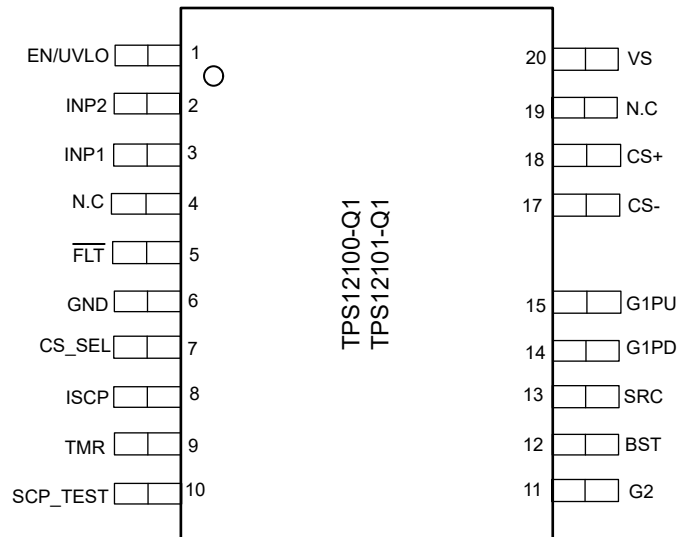 EN/UVLO 1
INP2 2
INP1 3
N.C 4
FLT 5
GND 6
CS_SEL 7
ISCP 8
TMR 9
SCP_TEST 10
TPS12100-Q1
TPS12101-Q1
20 VS
19 N.C
18 CS+
17 CS-
15 G1PU
14 G1PD
13 SRC
12 BST
11 G2